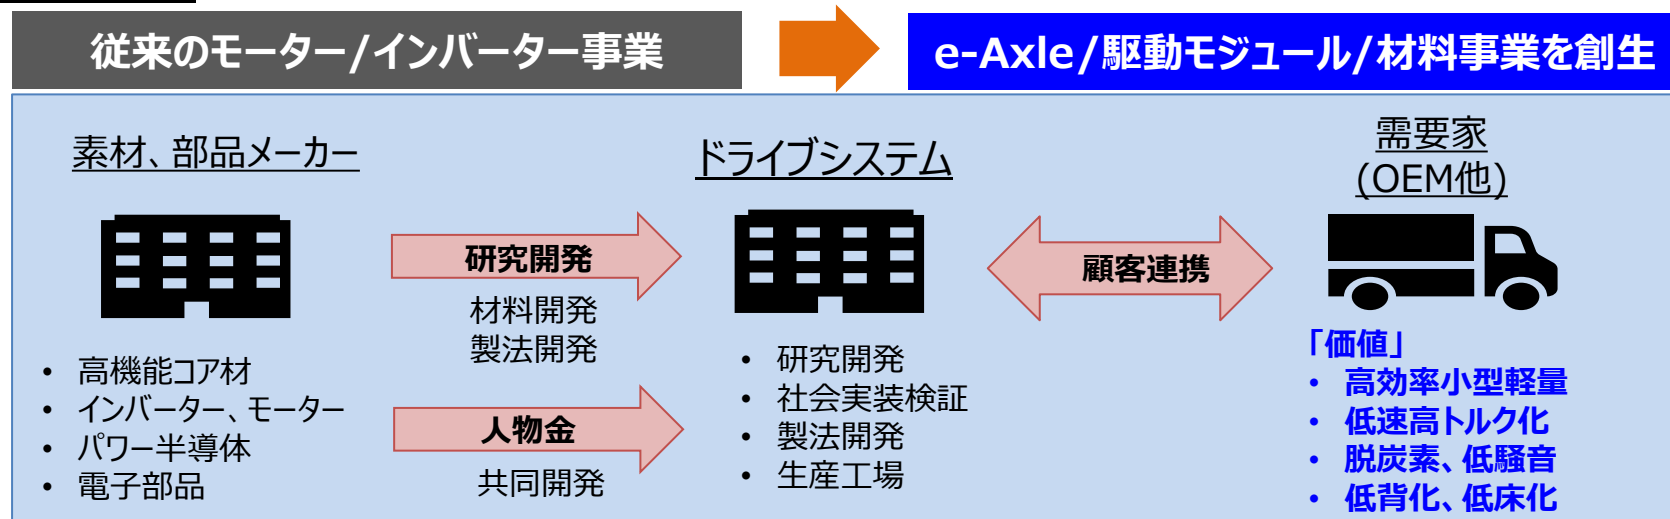 従来のモーター/インバーター事業
e-Axle/駆動モジュール/材料事業を創生
素材、部品メーカー
• 高機能コア材
• インバーター、モーター
• パワー半導体
• 電子部品
研究開発
材料開発
製法開発
人物金
共同開発
ドライブシステム
• 研究開発
• 社会実装検証
• 製法開発
• 生産工場
顧客連携
需要家
(OEM他)
「価値」
• 高効率小型軽量
• 低速高トルク化
• 脱炭素、低騒音
• 低背化、低床化